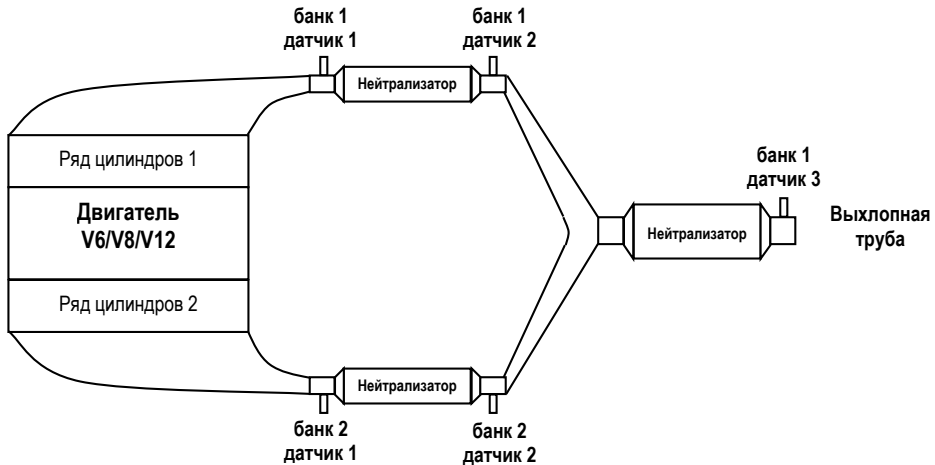 банк 1
датчик 1
банк 1
датчик 2
Нейтрализатор
Ряд цилиндров 1
Двигатель
V6/V8/V12
Ряд цилиндров 2
банк 1
датчик 3
Нейтрализатор
Выхлопная
труба
Нейтрализатор
банк 2
датчик 1
банк 2
датчик 2